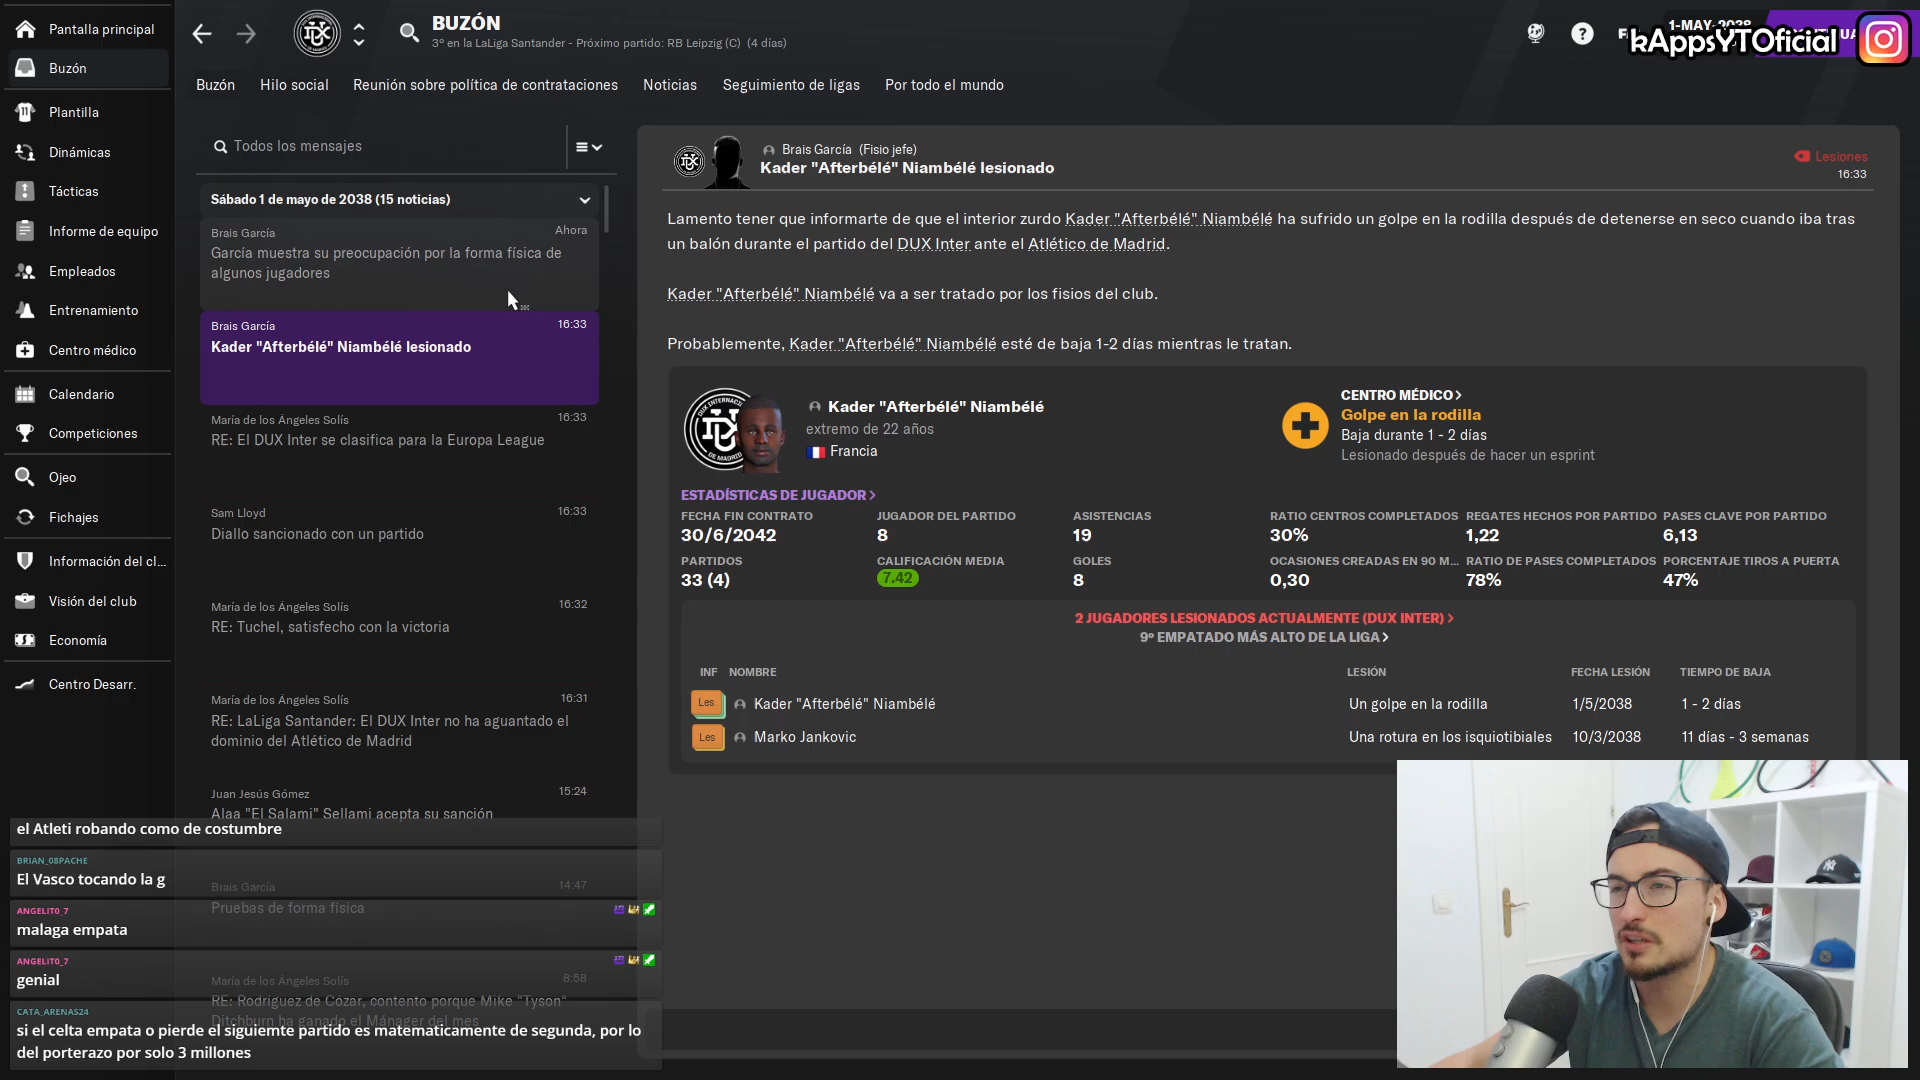 Pantalla principal
Buzón
Plantilla
Dinámicas
Tácticas
Informe de equipo
Empleados
Entrenamiento
Centro médico
Calendario
Competiciones
Ojeo
Fichajes
Información del cl...
Visión del club
Economía
Centro Desarr.
BUZÓN
3º en la LaLiga Santander - Próximo partido: RB Leipzig (C) (4 días)
1-MAY-2038
kAppsYTOficial
Buzón Hilo social Reunión sobre política de contrataciones Noticias Seguimiento de ligas Por todo el mundo
Todos los mensajes
Sábado 1 de mayo de 2038 (15 noticias)
Brais García Ahora
García muestra su preocupación por la forma física de
algunos jugadores
Brais García 16:33
Kader "Afterbélé" Niambélé lesionado
María de los Ángeles Solís 16:33
RE: El DUX Inter se clasifica para la Europa League
Sam Lloyd 16:33
Diallo sancionado con un partido
María de los Ángeles Solís 16:32
RE: Tuchel, satisfecho con la victoria
María de los Ángeles Solís 16:31
RE: LaLiga Santander: El DUX Inter no ha aguantado el
dominio del Atlético de Madrid
Juan Jesús Gómez 15:24
Alaa "El Salami" Sellami acepta su sanción
Brais García 14:47
Pruebas de forma física
María de los Ángeles Solís 8:58
RE: Rodríguez de Cózar, contento porque Mike "Tyson"
Ditchburn ha ganado el Mánager del mes
el Atleti robando como de costumbre
BRIAN_08PACHE
El Vasco tocando la g
ANGELIT0_7
malaga empata
ANGELIT0_7
genial
CATA_ARENAS24
si el celta empata o pierde el siguiemte partido es matematicamente de segunda, por lo
del porterazo por solo 3 millones
Brais García (Fisio jefe)
Kader "Afterbélé" Niambélé lesionado
Lesiones
16:33
Lamento tener que informarte de que el interior zurdo Kader "Afterbélé" Niambélé ha sufrido un golpe en la rodilla después de detenerse en seco cuando iba tras
un balón durante el partido del DUX Inter ante el Atlético de Madrid.
Kader "Afterbélé" Niambélé va a ser tratado por los fisios del club.
Probablemente, Kader "Afterbélé" Niambélé esté de baja 1-2 días mientras le tratan.
Kader "Afterbélé" Niambélé
extremo de 22 años
Francia
CENTRO MÉDICO
Golpe en la rodilla
Baja durante 1 - 2 días
Lesionado después de hacer un esprint
ESTADÍSTICAS DE JUGADOR
FECHA FIN CONTRATO JUGADOR DEL PARTIDO ASISTENCIAS RATIO CENTROS COMPLETADOS REGATES HECHOS POR PARTIDO PASES CLAVE POR PARTIDO
30/6/2042 8 19 30% 1,22 6,13
PARTIDOS CALIFICACIÓN MEDIA GOLES OCASIONES CREADAS EN 90 M... RATIO DE PASES COMPLETADOS PORCENTAJE TIROS A PUERTA
33 (4) 7.42 8 0,30 78% 47%
2 JUGADORES LESIONADOS ACTUALMENTE (DUX INTER)
9º EMPATADO MÁS ALTO DE LA LIGA
INF NOMBRE LESIÓN FECHA LESIÓN TIEMPO DE BAJA
Les Kader "Afterbélé" Niambélé Un golpe en la rodilla 1/5/2038 1 - 2 días
Les Marko Jankovic Una rotura en los isquiotibiales 10/3/2038 11 días - 3 semanas